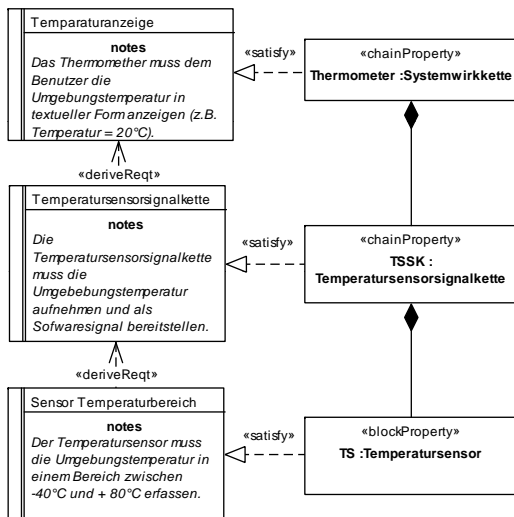 Temparaturanzeige
notes
Das Thermomether muss dem
Benutzer die
Umgebungstemperatur in
textueller Form anzeigen (z.B.
Temperatur = 20°C).
«satisfy»
«chainProperty»
Thermometer :Systemwirkkette
«deriveReqt»
Temperatursensorsignalkette
notes
Die
Temperatursensorsignalkette
muss die
Umgebebungstemperatur
aufnehmen und als
Sofwaresignal bereitstellen.
«satisfy»
«chainProperty»
TSSK :
Temperatursensorsignalkette
«deriveReqt»
Sensor Temperaturbereich
notes
Der Temperatursensor muss
die Umgebungstemperatur in
einem Bereich zwischen
-40°C und + 80°C erfassen.
«satisfy»
«blockProperty»
TS :Temperatursensor